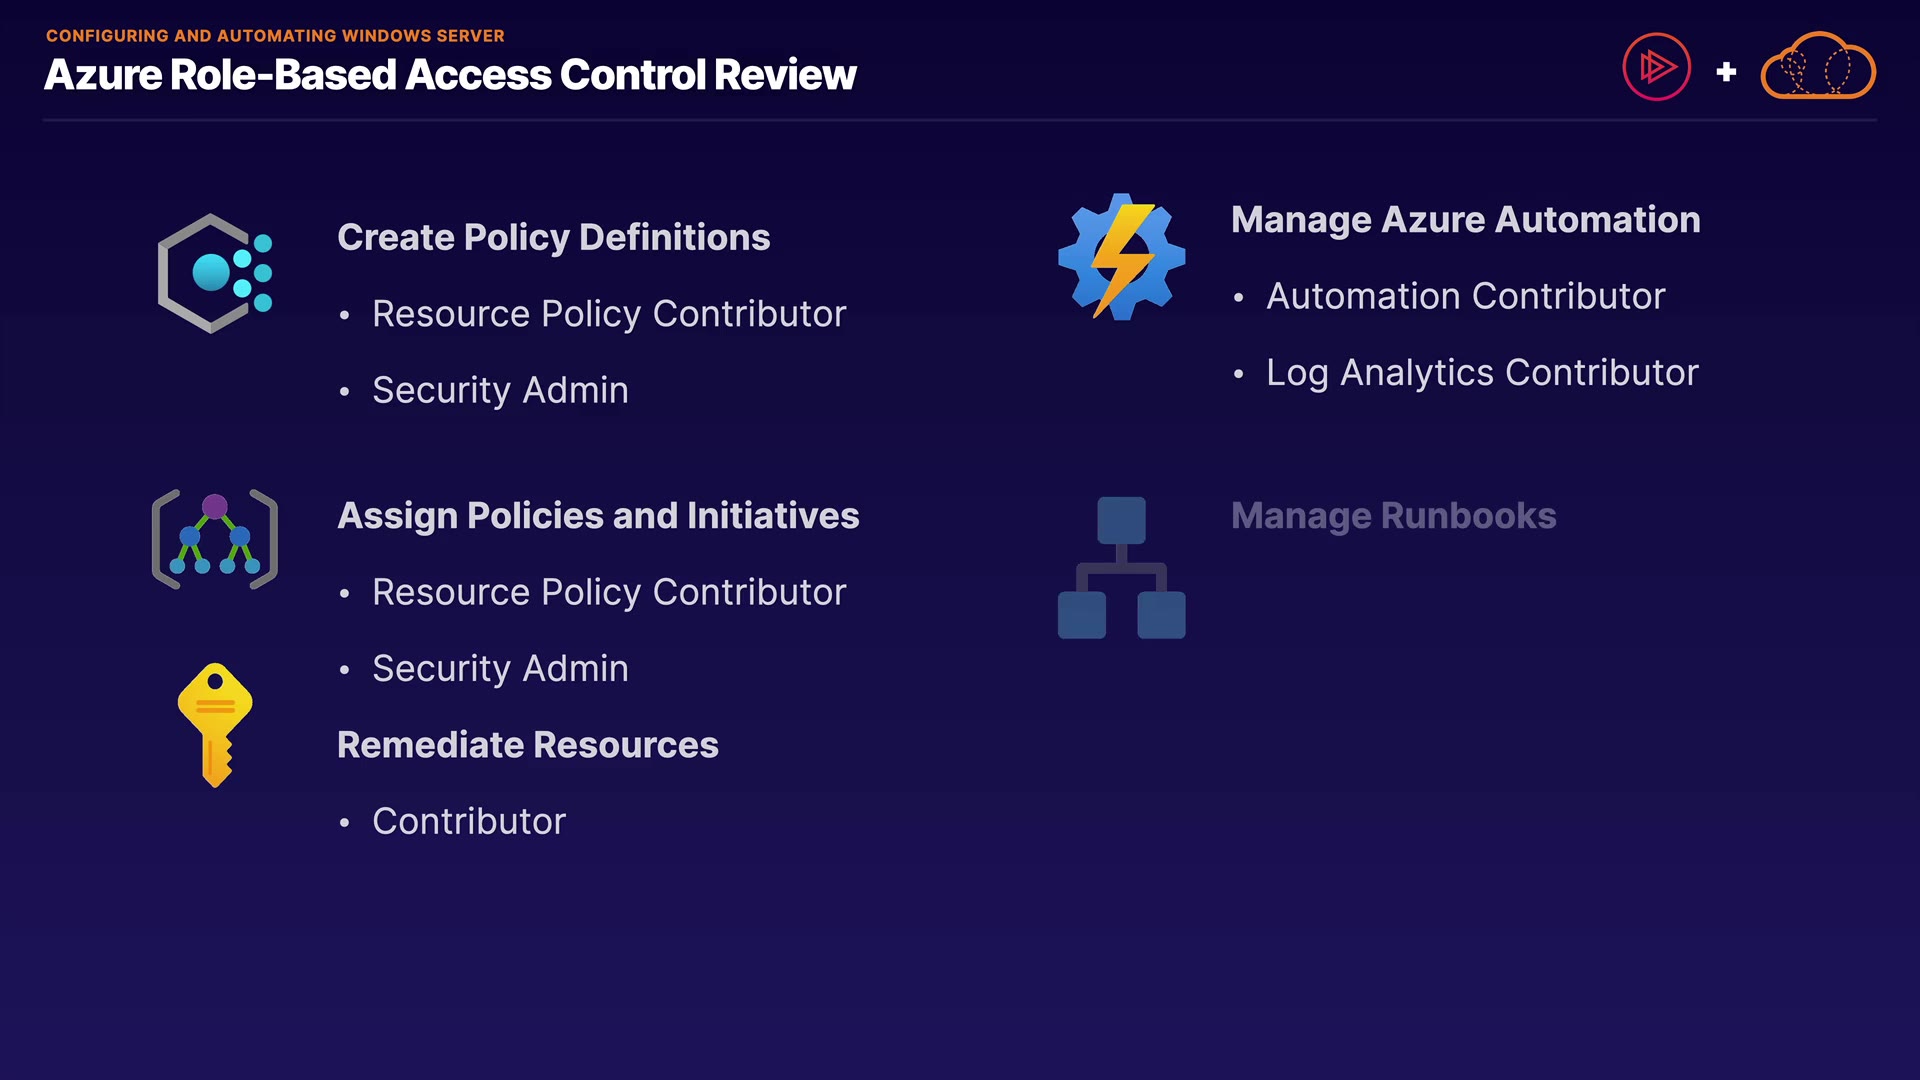 CONFIGURING AND AUTOMATING WINDOWS SERVER
Azure Role-Based Access Control Review
+
Create Policy Definitions
• Resource Policy Contributor
• Security Admin
Assign Policies and Initiatives
• Resource Policy Contributor
• Security Admin
Remediate Resources
• Contributor
Manage Azure Automation
• Automation Contributor
• Log Analytics Contributor
Manage Runbooks